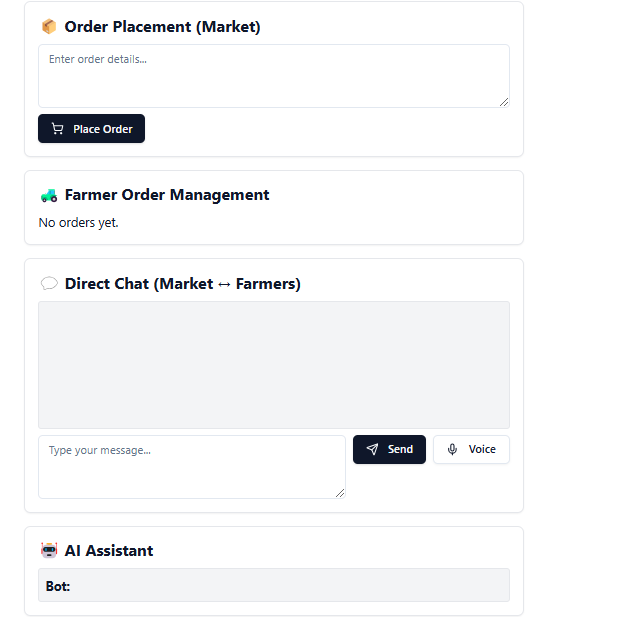 Order Placement (Market)
Enter order details...
Place Order
Farmer Order Management
No orders yet.
Direct Chat (Market ↔ Farmers)
Type your message...
Send
Voice
AI Assistant
Bot: